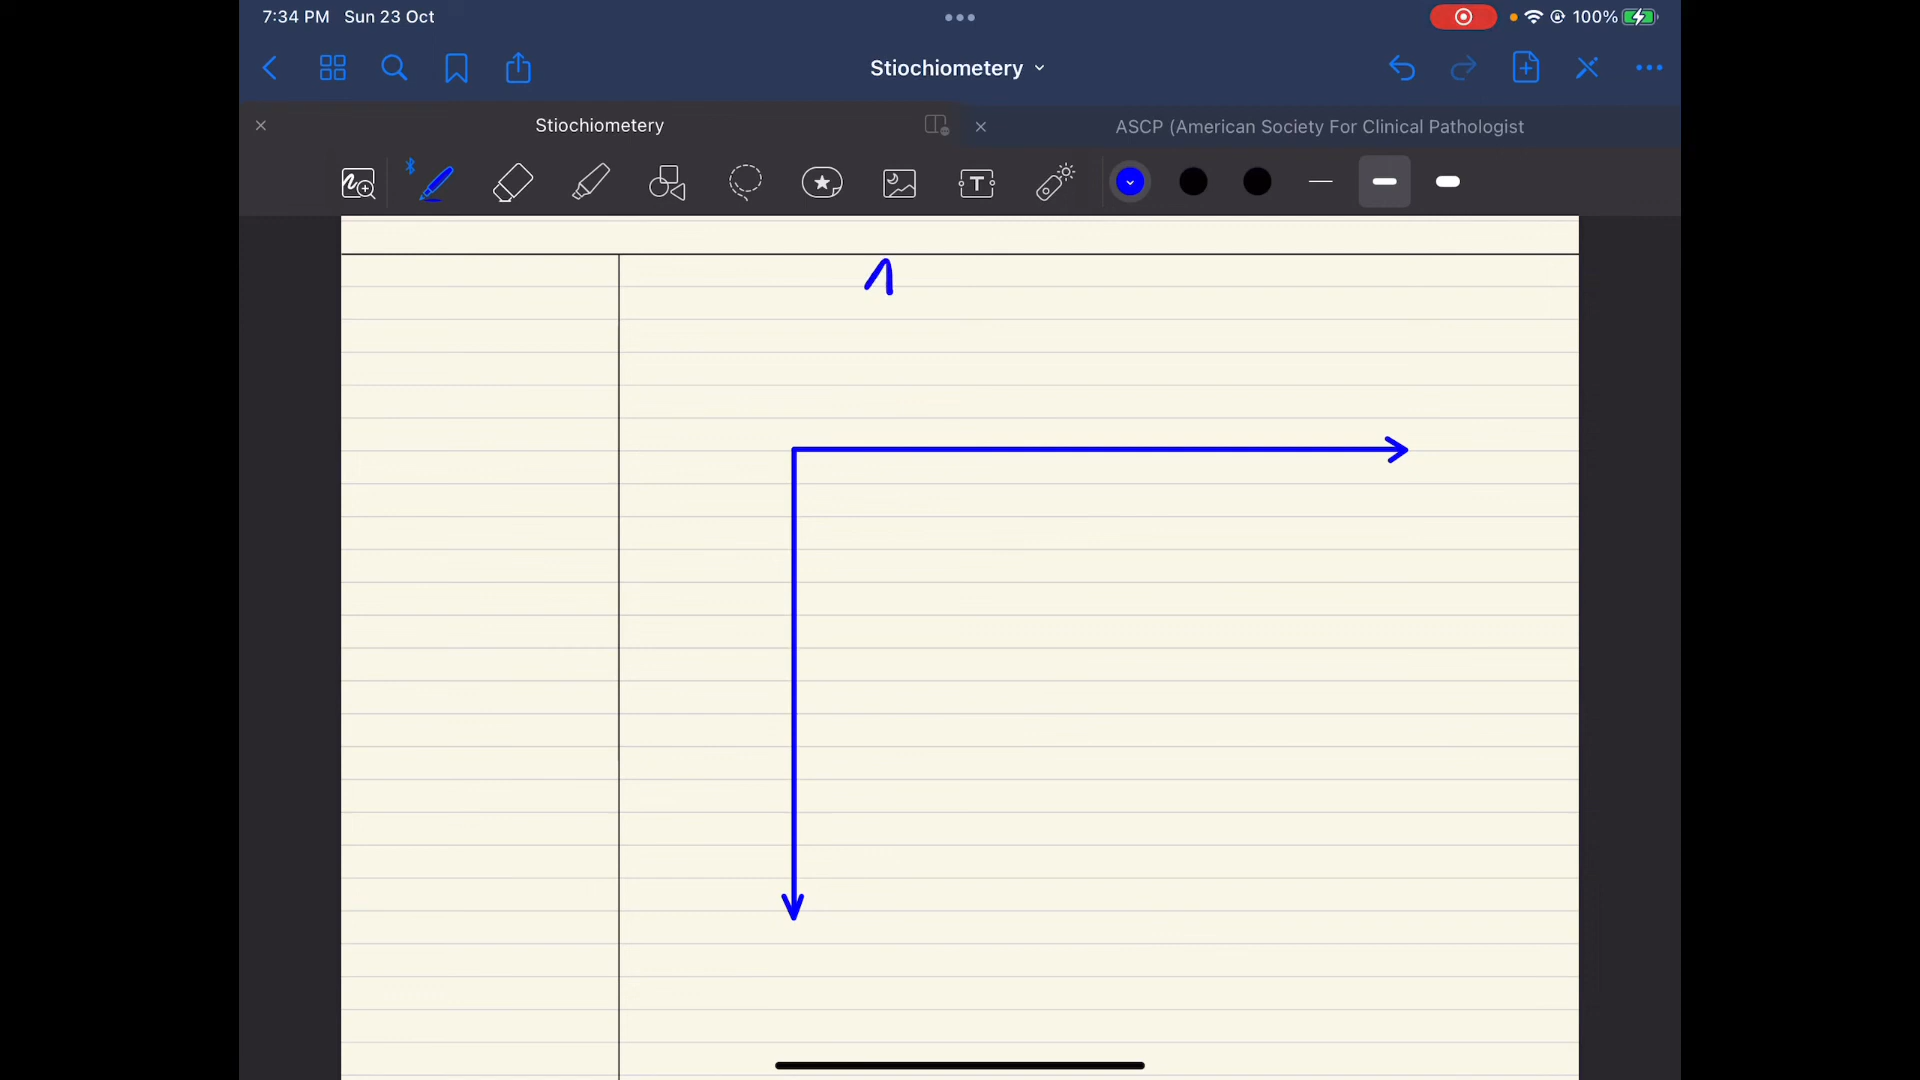 7:34 PM Sun 23 Oct
100%
Stiochiometery
Stiochiometery
ASCP (American Society For Clinical Pathologist
T